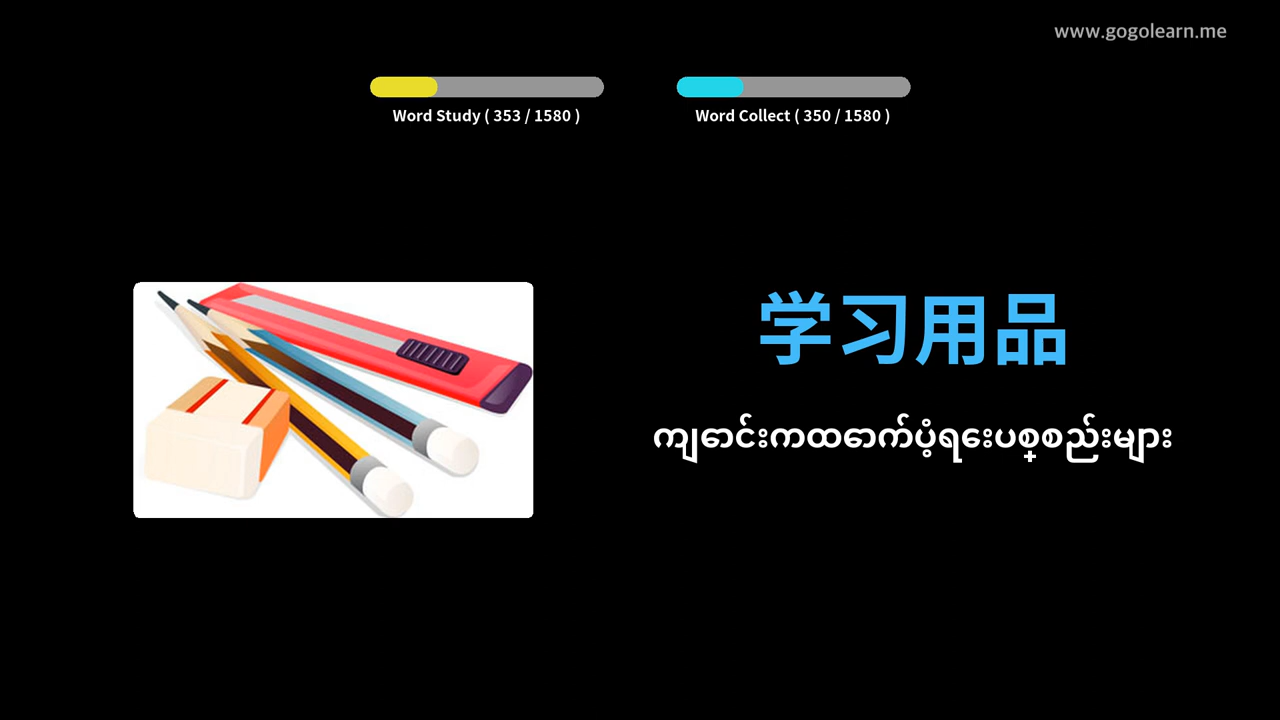 www.gogolearn.me
Word Study ( 353 / 1580 )
Word Collect ( 350 / 1580 )
学习用品
ကျောင်းကထောက်ပံ့ရေးပစ္စည်းများ